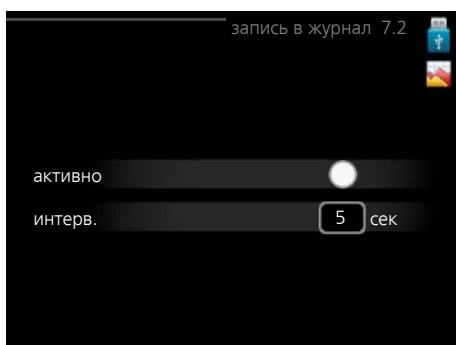 запись в журнал 7.2
активно
интерв. 5 сек